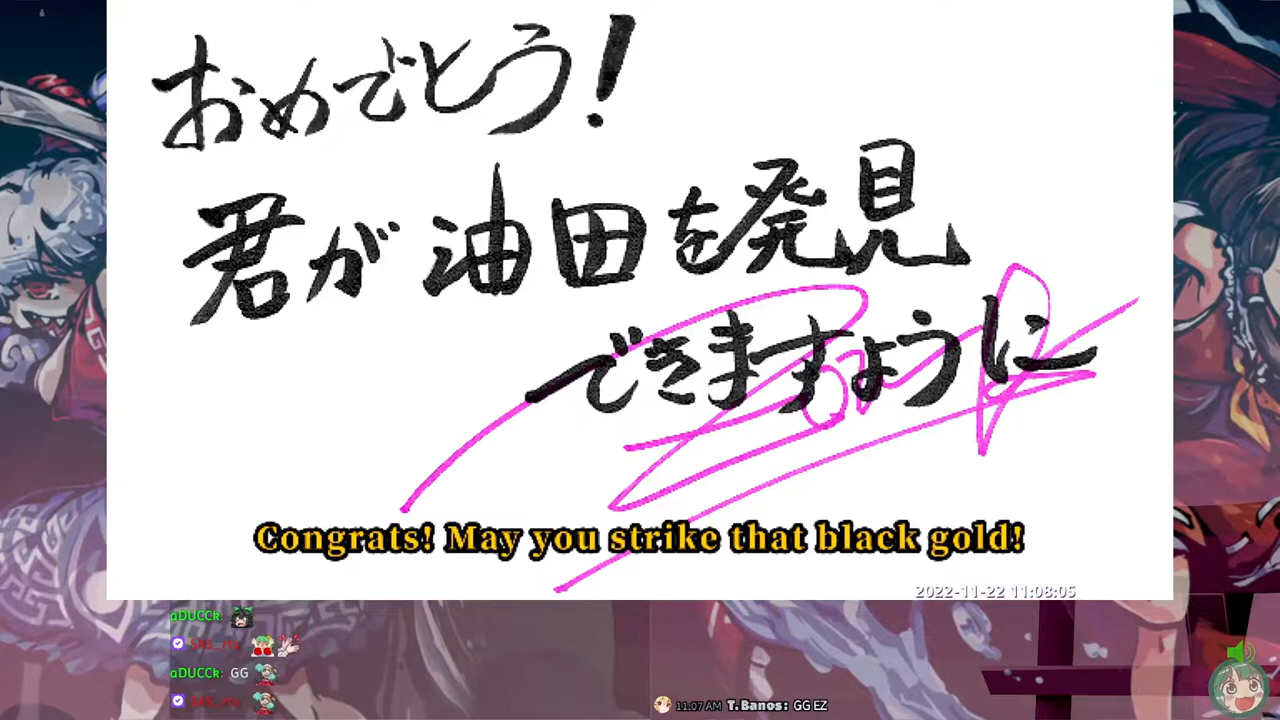 おめでとう!
君が油田を発見
できますように
Congrats! May you strike that black gold!
2022-11-22 11:08:05
aDUCCk:
aDUCCk: GG
11:07 AM T.Banos: GG EZ